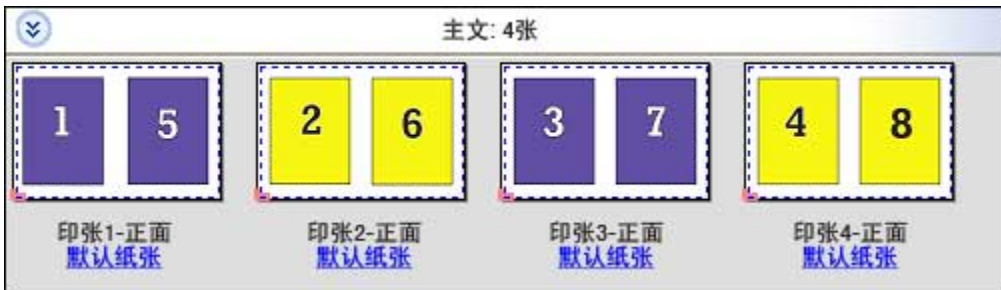 主文: 4张
1 5 2 6 3 7 4 8
印张1-正面 印张2-正面 印张3-正面 印张4-正面
默认纸张 默认纸张 默认纸张 默认纸张